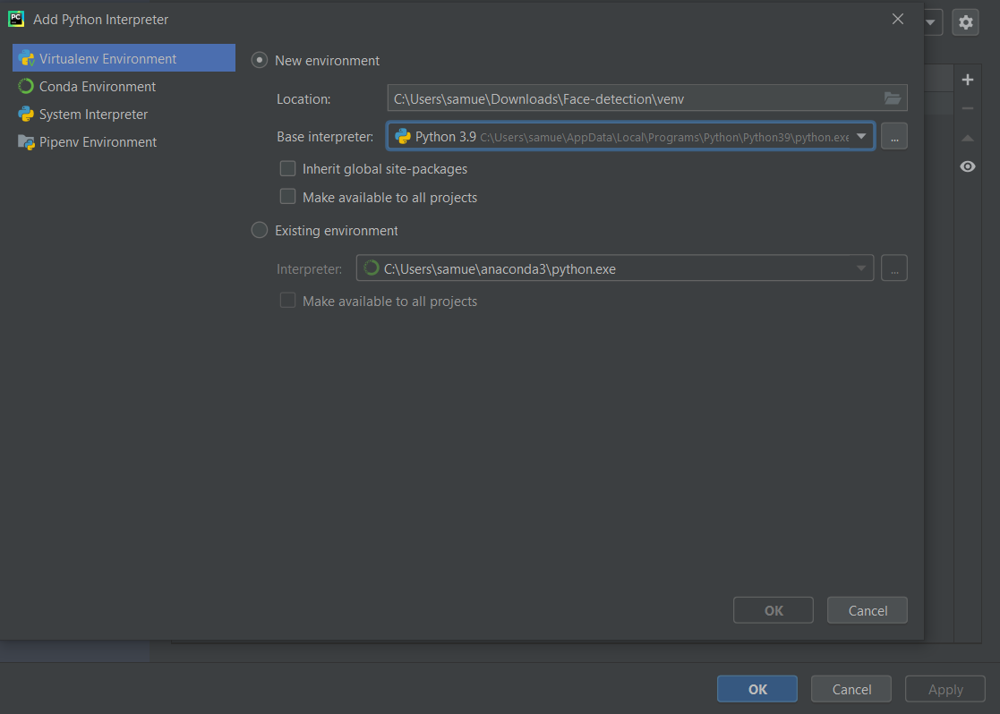 PC Add Python Interpreter
Virtualenv Environment
Conda Environment
System Interpreter
Pipenv Environment
New environment
Location: C:\Users\samue\Downloads\Face-detection\venv
Base interpreter: Python 3.9 C:\Users\samue\AppData\Local\Programs\Python\Python39\python.exe ...
Inherit global site-packages
Make available to all projects
Existing environment
Interpreter: C:\Users\samue\anaconda3\python.exe ...
Make available to all projects
OK Cancel
OK Cancel Apply